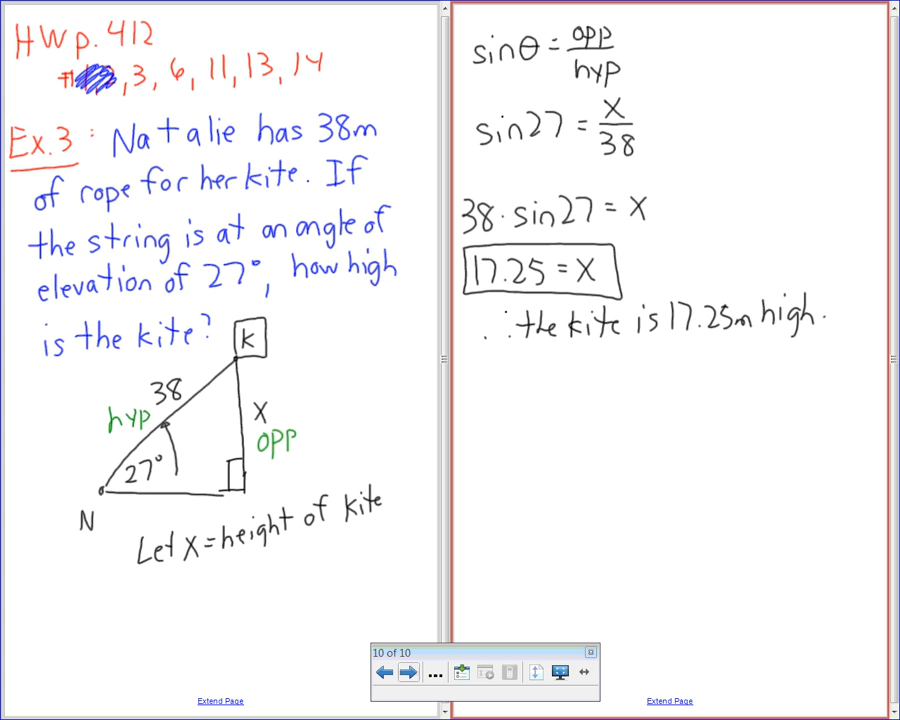 HW p. 412
#1, 3, 6, 11, 13, 14
Ex. 3: Natalie has 38m
of rope for her kite. If
the string is at an angle of
elevation of 27°, how high
is the kite?
K
38
hyp
x
opp
27°
N
Let x = height of kite
sinθ = opp/hyp
sin27 = x/38
38·sin27 = x
17.25 = x
∴ the kite is 17.25m high.
10 of 10
...
Extend Page
Extend Page